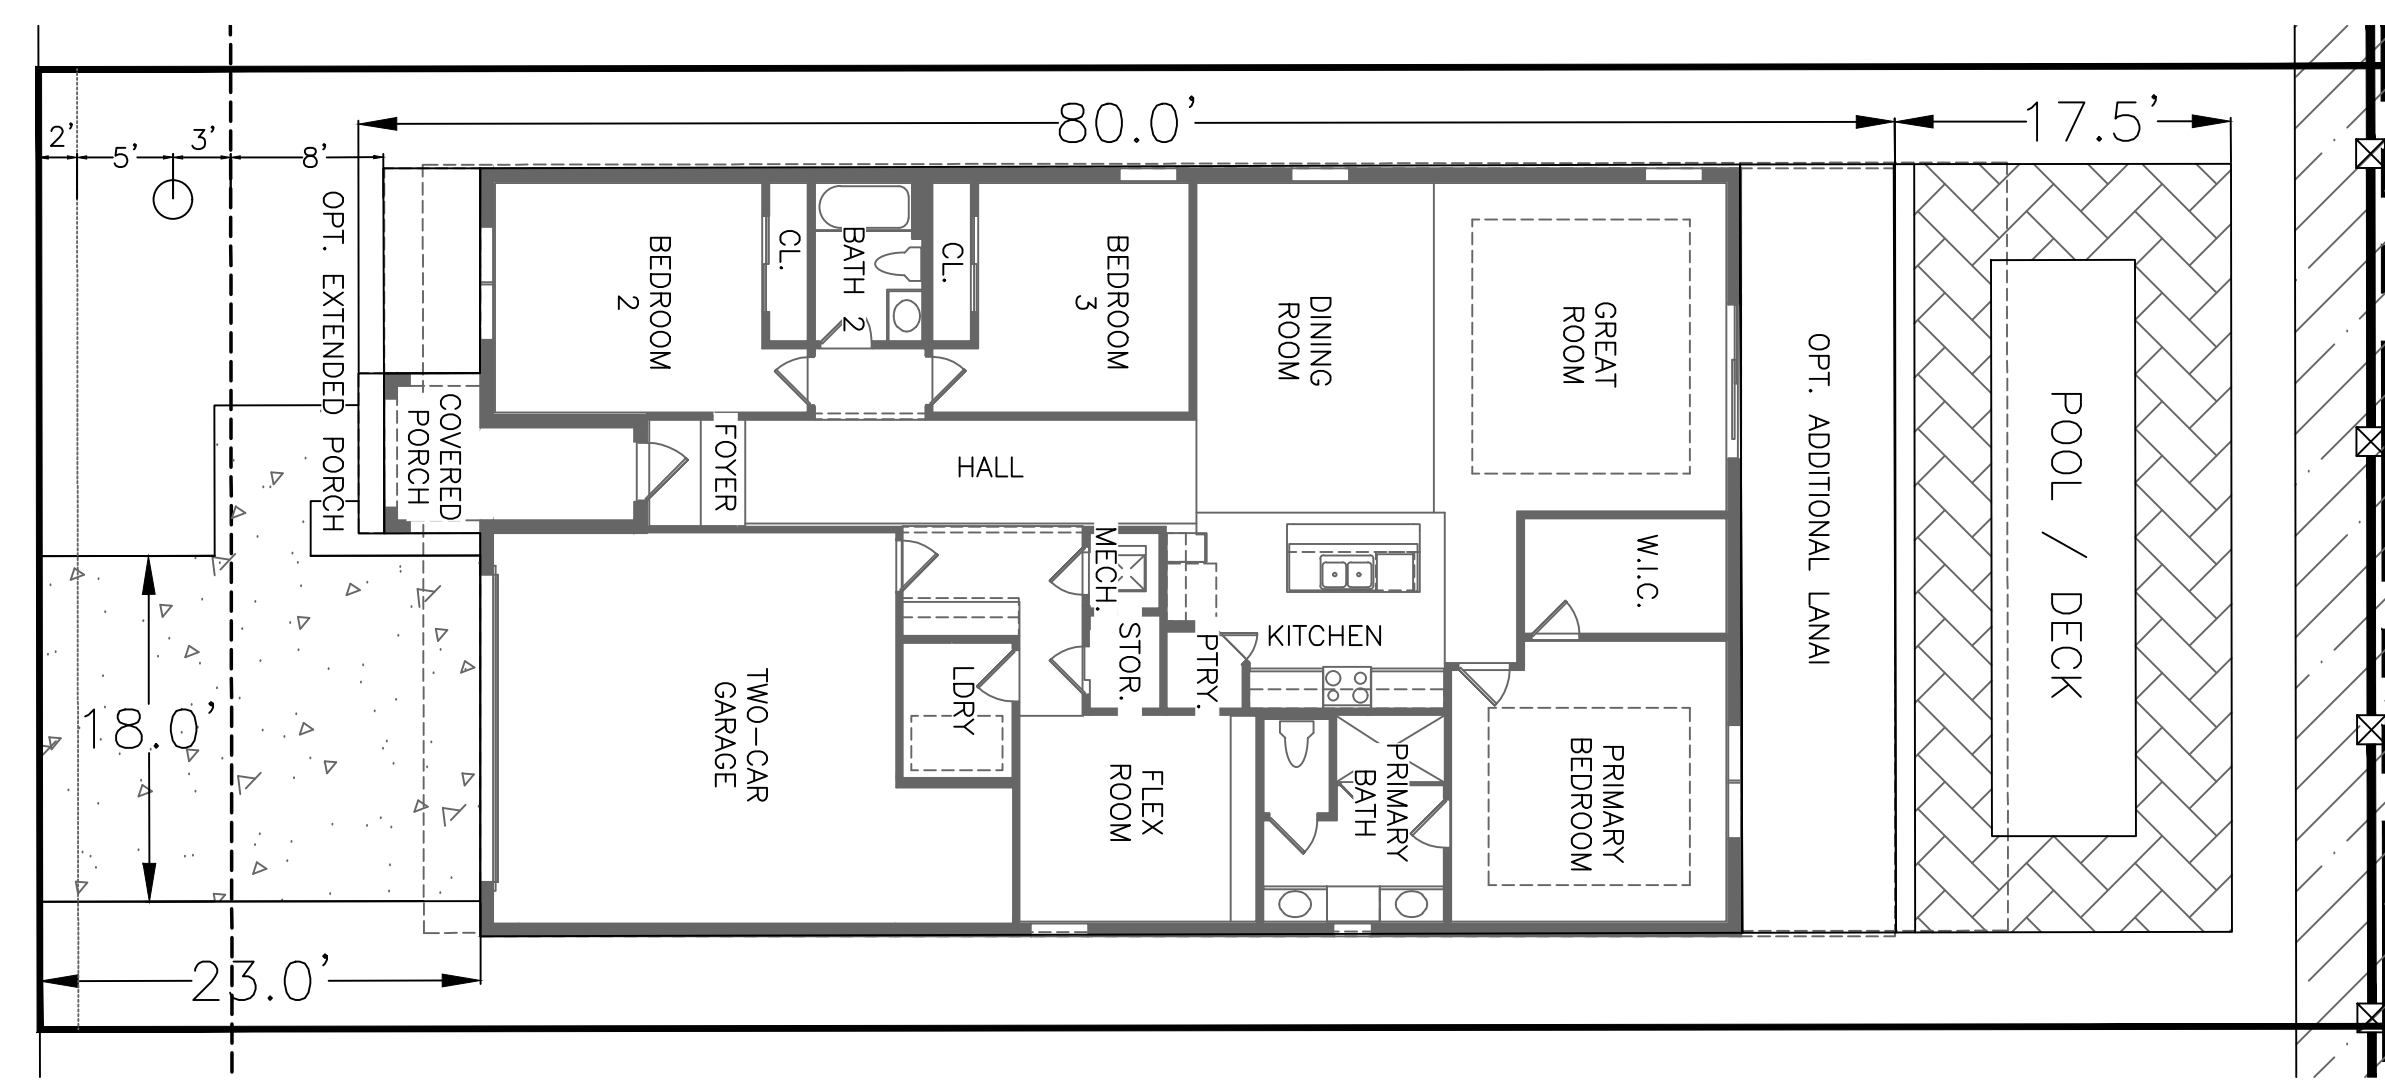 80.0'
17.5'
2'
5'
3'
8'
OPT. EXTENDED PORCH
COVERED
PORCH
BEDROOM
2
CL.
BATH 2
CL.
BEDROOM
3
DINING
ROOM
GREAT
ROOM
OPT. ADDITIONAL LANAI
POOL / DECK
FOYER
HALL
MECH.
STOR.
PTRY.
KITCHEN
W.I.C.
LDRY
TWO-CAR
GARAGE
FLEX
ROOM
PRIMARY
BATH
PRIMARY
BEDROOM
18.0'
23.0'